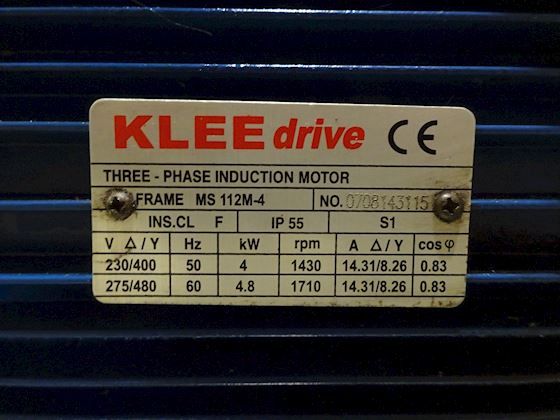 KLEE drive CE
THREE - PHASE INDUCTION MOTOR
FRAME MS 112M-4 NO. 0708143115
INS.CL F IP 55 S1
V Δ / Y Hz kW rpm A Δ / Y cos φ
230/400 50 4 1430 14.31/8.26 0.83
275/480 60 4.8 1710 14.31/8.26 0.83